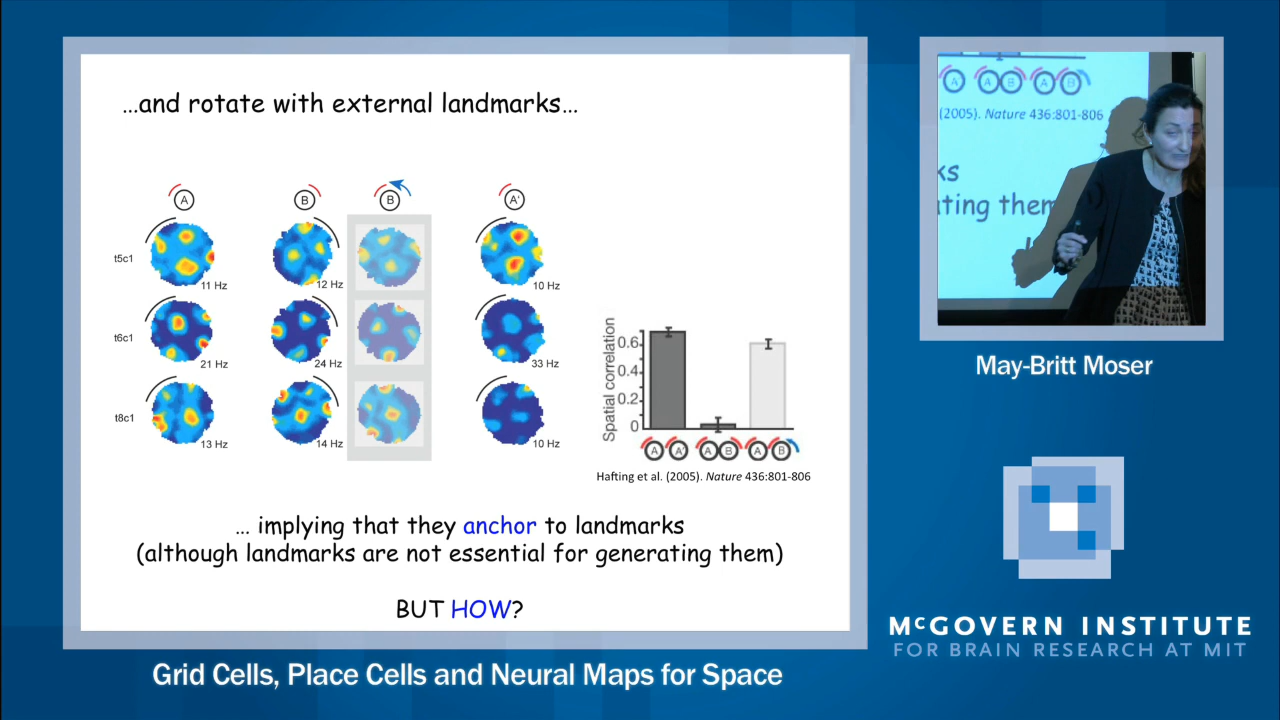 ...and rotate with external landmarks...
A
B
B
A'
t5c1
11 Hz
12 Hz
10 Hz
t6c1
21 Hz
24 Hz
33 Hz
t8c1
13 Hz
14 Hz
10 Hz
Spatial correlation
0.6
0.4
0.2
0
A A' A B A B
Hafting et al. (2005). Nature 436:801-806
... implying that they anchor to landmarks
(although landmarks are not essential for generating them)
BUT HOW?
A A B A B
(2005). Nature 436:801-806
ks
ating them
May-Britt Moser
McGOVERN INSTITUTE
FOR BRAIN RESEARCH AT MIT
Grid Cells, Place Cells and Neural Maps for Space